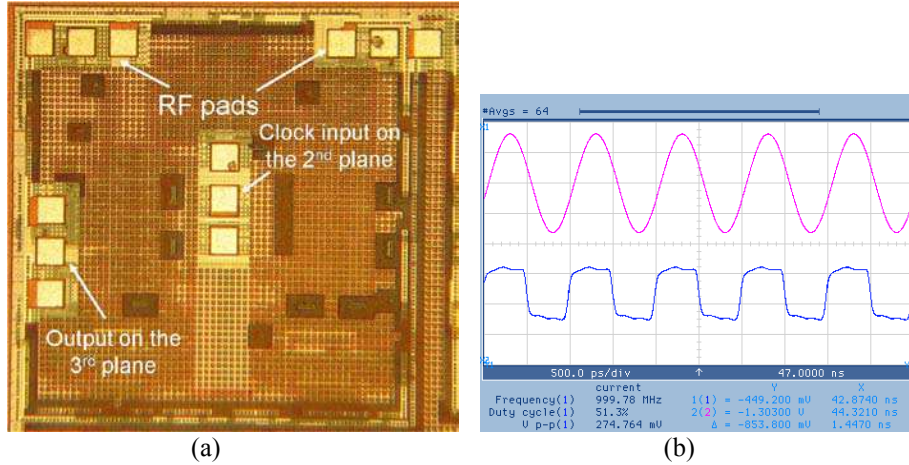 RF pads
Clock input on
the 2nd plane
Output on the
3rd plane
(a)
#Avgs = 64
X1
X2
500.0 ps/div ↑ 47.0000 ns
current Y X
Frequency(1) 999.78 MHz 1(1) = -449.200 mV 42.8740 ns
Duty cycle(1) 51.3% 2(2) = -1.30300 V 44.3210 ns
V p-p(1) 274.764 mV Δ = -853.800 mV 1.4470 ns
(b)